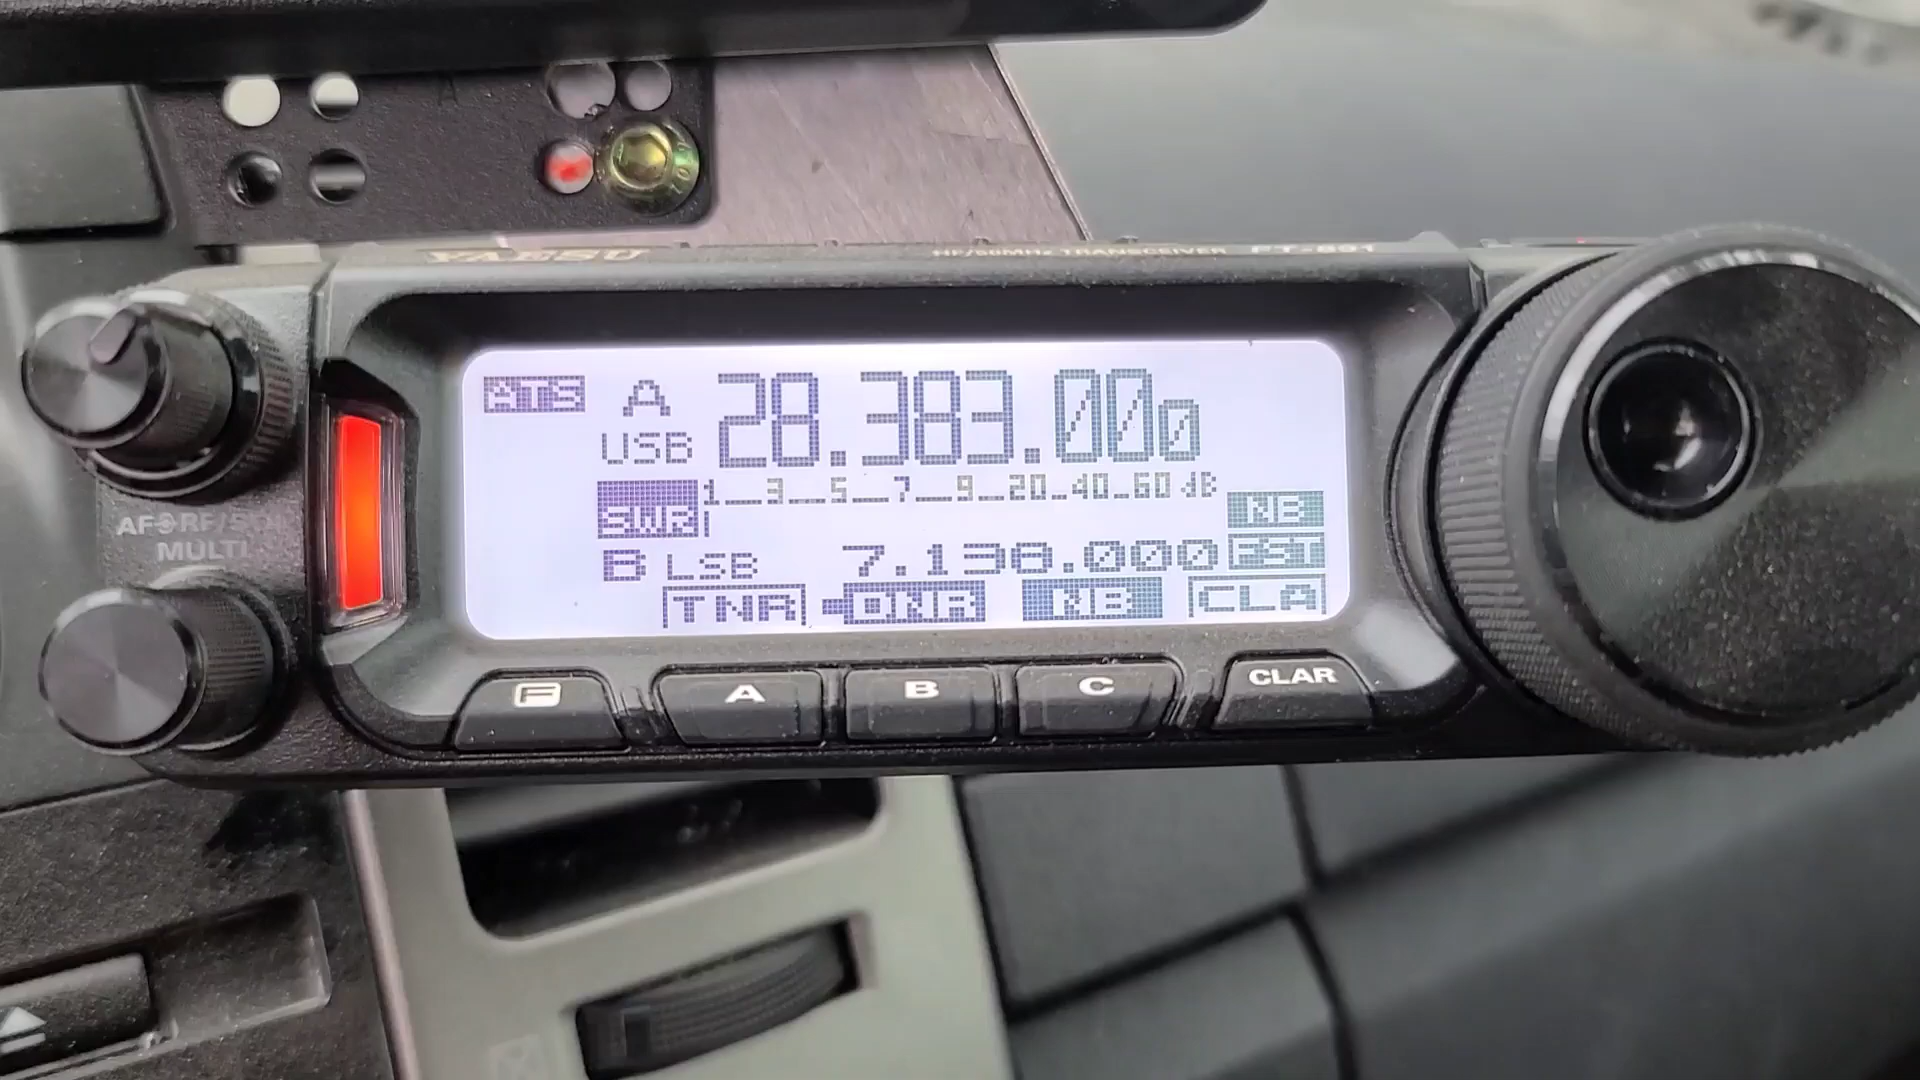 YAESU HF/50MHz TRANSCEIVER FT-891
ATS A 28.383.000
USB
1 3 5 7 9 20 40 60 dB
SWR NB
B LSB 7.138.000 FST
TNR DNR NB CLA
AF RF/SQL
MULTI
F A B C CLAR